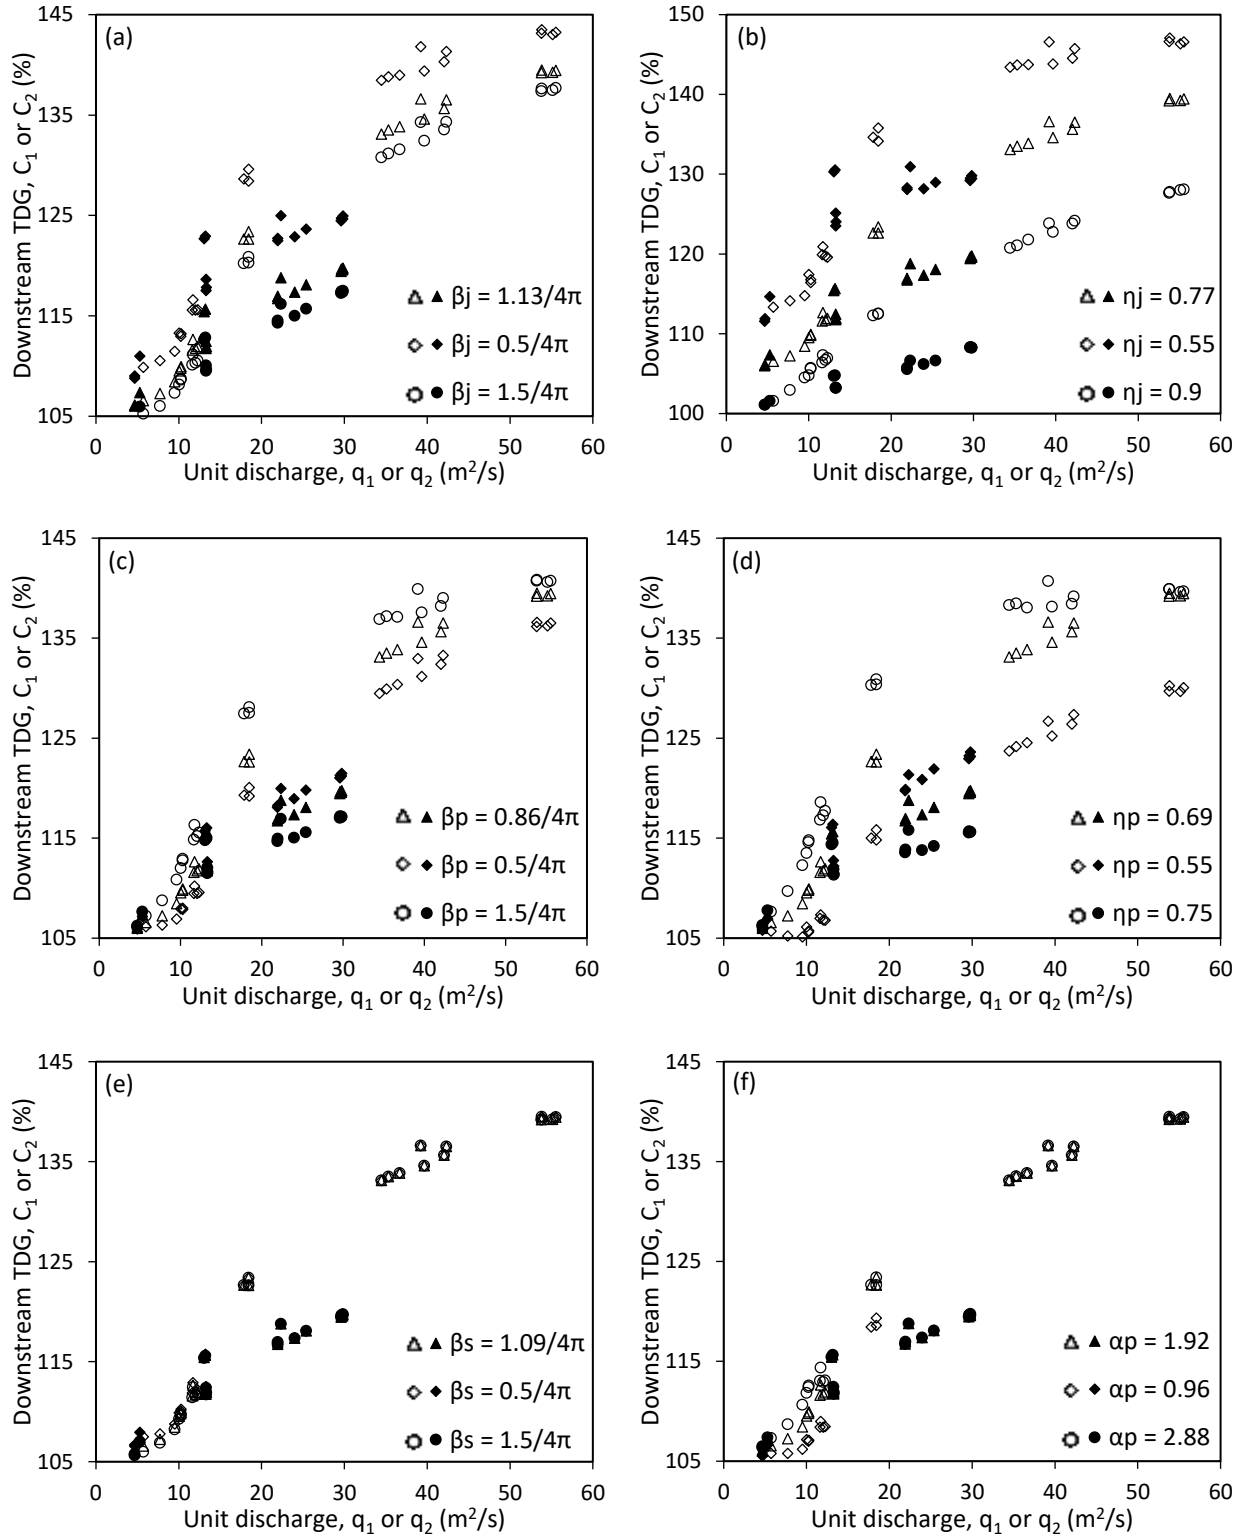 (a)
Downstream TDG, C₁ or C₂ (%)
145
135
125
115
105
βj = 1.13/4π
βj = 0.5/4π
βj = 1.5/4π
0 10 20 30 40 50 60
Unit discharge, q₁ or q₂ (m²/s)
(b)
Downstream TDG, C₁ or C₂ (%)
150
140
130
120
110
100
ηj = 0.77
ηj = 0.55
ηj = 0.9
0 10 20 30 40 50 60
Unit discharge, q₁ or q₂ (m²/s)
(c)
Downstream TDG, C₁ or C₂ (%)
145
135
125
115
105
βp = 0.86/4π
βp = 0.5/4π
βp = 1.5/4π
0 10 20 30 40 50 60
Unit discharge, q₁ or q₂ (m²/s)
(d)
Downstream TDG, C₁ or C₂ (%)
145
135
125
115
105
ηp = 0.69
ηp = 0.55
ηp = 0.75
0 10 20 30 40 50 60
Unit discharge, q₁ or q₂ (m²/s)
(e)
Downstream TDG, C₁ or C₂ (%)
145
135
125
115
105
βs = 1.09/4π
βs = 0.5/4π
βs = 1.5/4π
0 10 20 30 40 50 60
Unit discharge, q₁ or q₂ (m²/s)
(f)
Downstream TDG, C₁ or C₂ (%)
145
135
125
115
105
αp = 1.92
αp = 0.96
αp = 2.88
0 10 20 30 40 50 60
Unit discharge, q₁ or q₂ (m²/s)